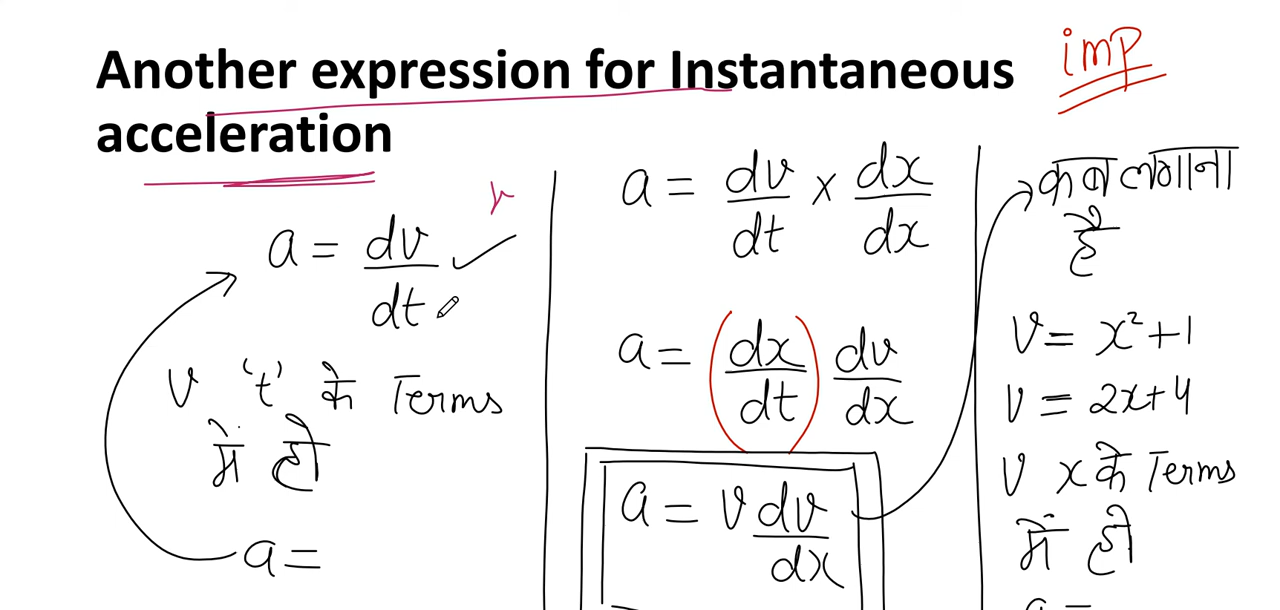 Another expression for Instantaneous
acceleration
imp
a = dv/dt ✓
v 't' के Terms
में हो
a =
a = dv/dt × dx/dx
a = (dx/dt) dv/dx
a = v dv/dx
कब लगाना
है
v = x² + 1
v = 2x + 4
v x के Terms
में हो
a =